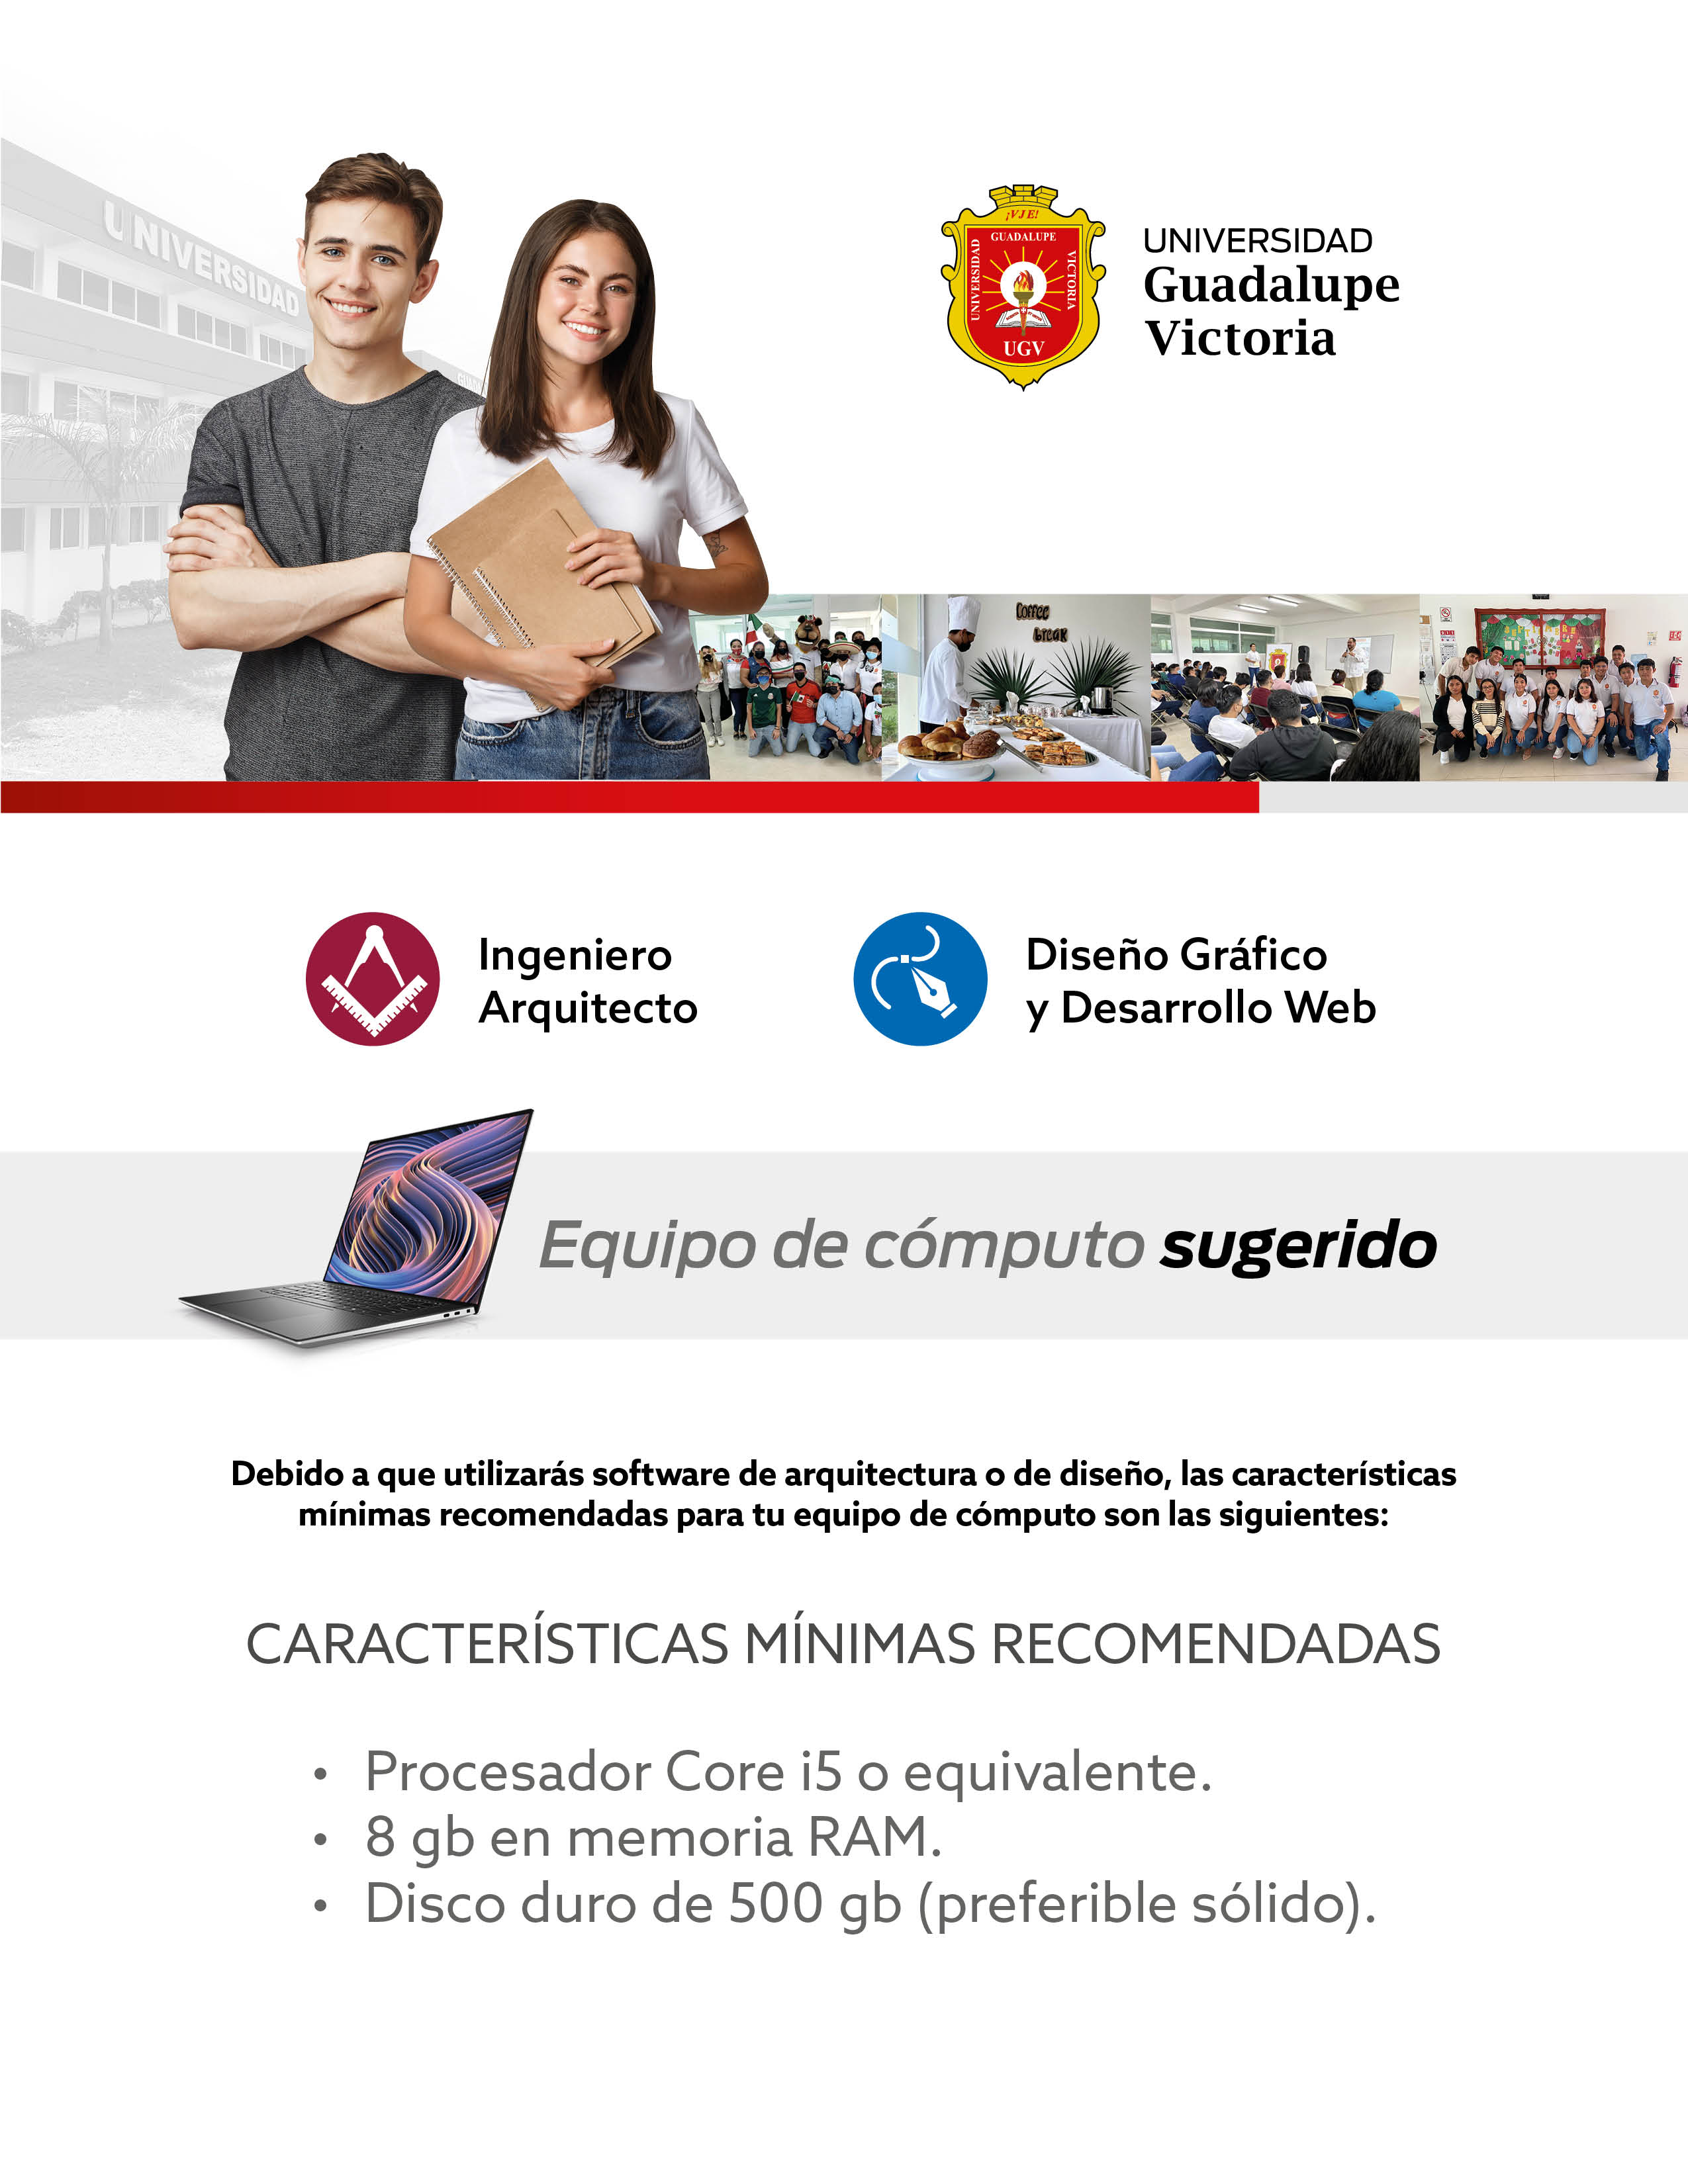 UNIVERSIDAD
¡VJE!
GUADALUPE
UNIVERSIDAD
VICTORIA
UGV
UNIVERSIDAD
Guadalupe
Victoria
Coffee
break
Ingeniero
Arquitecto
Diseño Gráfico
y Desarrollo Web
Equipo de cómputo sugerido
Debido a que utilizarás software de arquitectura o de diseño, las características
mínimas recomendadas para tu equipo de cómputo son las siguientes:
CARACTERÍSTICAS MÍNIMAS RECOMENDADAS
• Procesador Core i5 o equivalente.
• 8 gb en memoria RAM.
• Disco duro de 500 gb (preferible sólido).